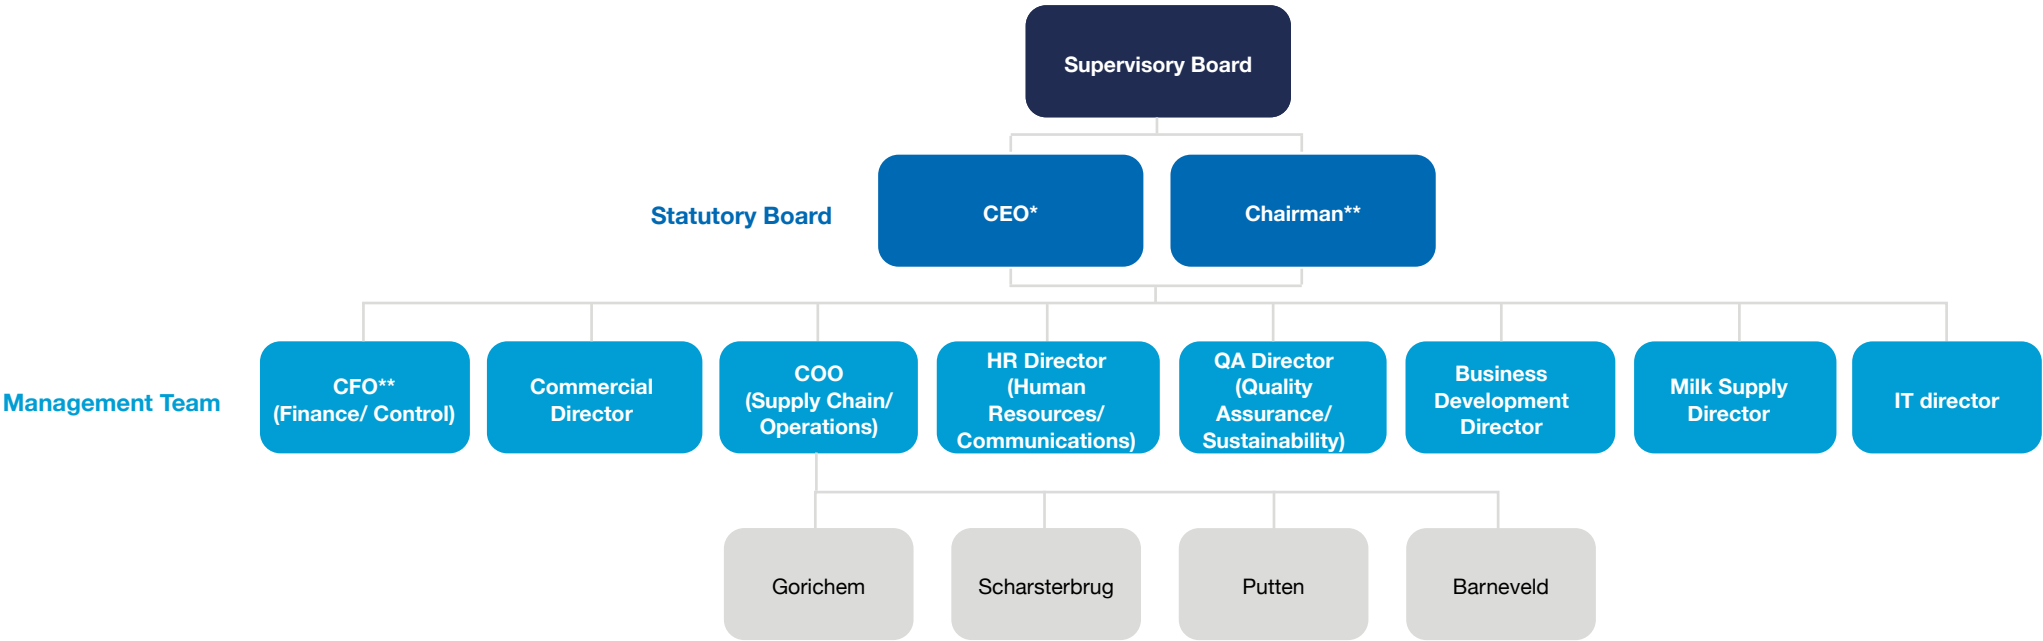 Supervisory Board
Statutory Board
CEO*
Chairman**
Management Team
CFO**
(Finance/ Control)
Commercial
Director
COO
(Supply Chain/
Operations)
HR Director
(Human
Resources/
Communications)
QA Director
(Quality
Assurance/
Sustainability)
Business
Development
Director
Milk Supply
Director
IT director
Gorichem
Scharsterbrug
Putten
Barneveld